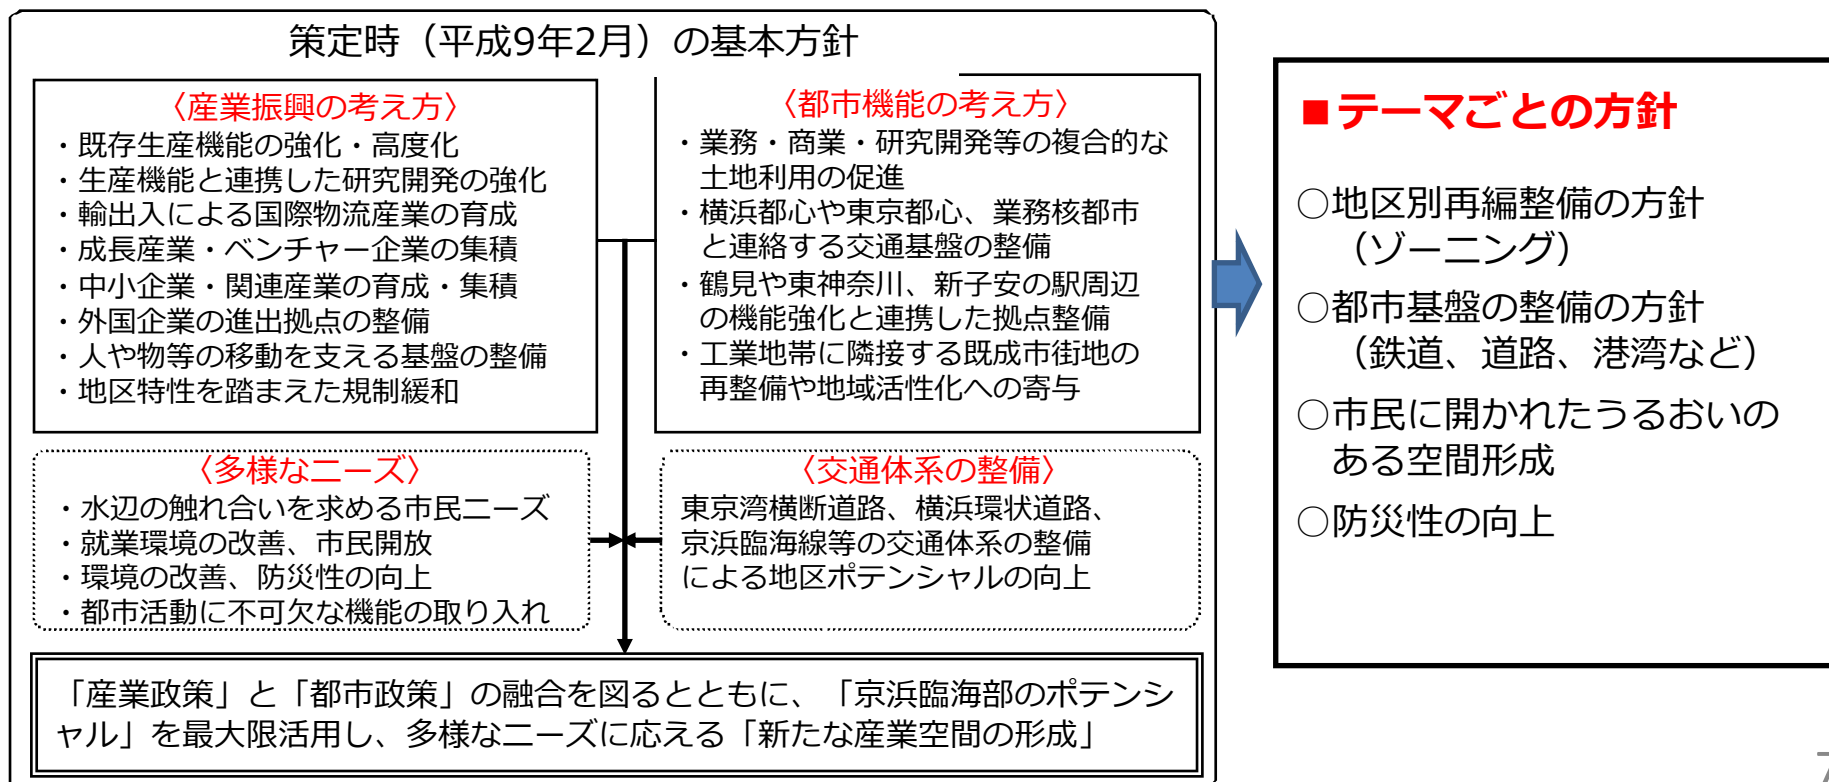 策定時（平成9年2月）の基本方針
〈産業振興の考え方〉
・既存生産機能の強化・高度化
・生産機能と連携した研究開発の強化
・輸出入による国際物流産業の育成
・成長産業・ベンチャー企業の集積
・中小企業・関連産業の育成・集積
・外国企業の進出拠点の整備
・人や物等の移動を支える基盤の整備
・地区特性を踏まえた規制緩和
〈都市機能の考え方〉
・業務・商業・研究開発等の複合的な
土地利用の促進
・横浜都心や東京都心、業務核都市
と連絡する交通基盤の整備
・鶴見や東神奈川、新子安の駅周辺
の機能強化と連携した拠点整備
・工業地帯に隣接する既成市街地の
再整備や地域活性化への寄与
〈多様なニーズ〉
・水辺の触れ合いを求める市民ニーズ
・就業環境の改善、市民開放
・環境の改善、防災性の向上
・都市活動に不可欠な機能の取り入れ
〈交通体系の整備〉
東京湾横断道路、横浜環状道路、
京浜臨海線等の交通体系の整備
による地区ポテンシャルの向上
「産業政策」と「都市政策」の融合を図るとともに、「京浜臨海部のポテンシ
ャル」を最大限活用し、多様なニーズに応える「新たな産業空間の形成」
■テーマごとの方針
○地区別再編整備の方針
（ゾーニング）
○都市基盤の整備の方針
（鉄道、道路、港湾など）
○市民に開かれたうるおいの
ある空間形成
○防災性の向上